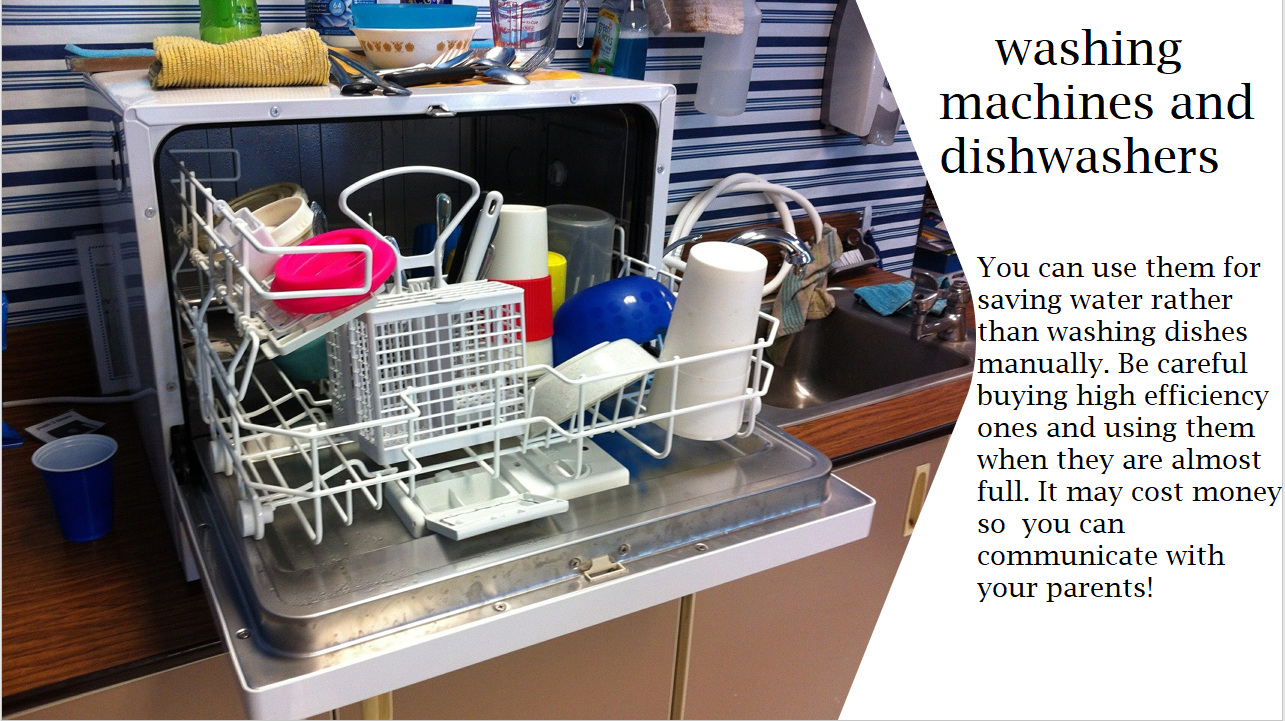 washing
machines and
dishwashers
You can use them for
saving water rather
than washing dishes
manually. Be careful
buying high efficiency
ones and using them
when they are almost
full. It may cost money
so  you can
communicate with
your parents!